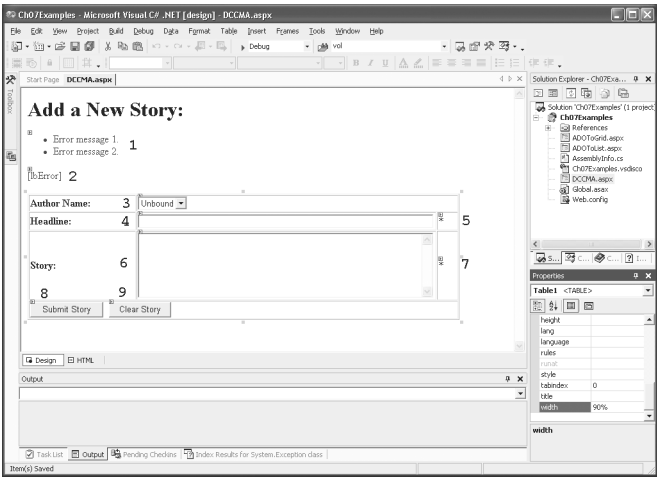 Ch07Examples - Microsoft Visual C# .NET [design] - DCCMA.aspx
File Edit View Project Build Debug Data Format Table Insert Frames Tools Window Help
Debug vol
Toolbox
Start Page DCCMA.aspx
Add a New Story:
Error message 1.
Error message 2. 1
[lbError] 2
Author Name: 3 Unbound
Headline: 4 * 5
Story: 6 * 7
8 9
Submit Story Clear Story
Design HTML
Output
Task List Output Pending Checkins Index Results for System.Exception class
Item(s) Saved
Solution Explorer - Ch07Exa...
Solution 'Ch07Examples' (1 project)
Ch07Examples
References
ADOToGrid.aspx
ADOToList.aspx
AssemblyInfo.cs
Ch07Examples.vsdisco
DCCMA.aspx
Global.asax
Web.config
S... C... C... I...
Properties
Table1 <TABLE>
height
lang
language
rules
runat
style
tabindex 0
title
width 90%
width